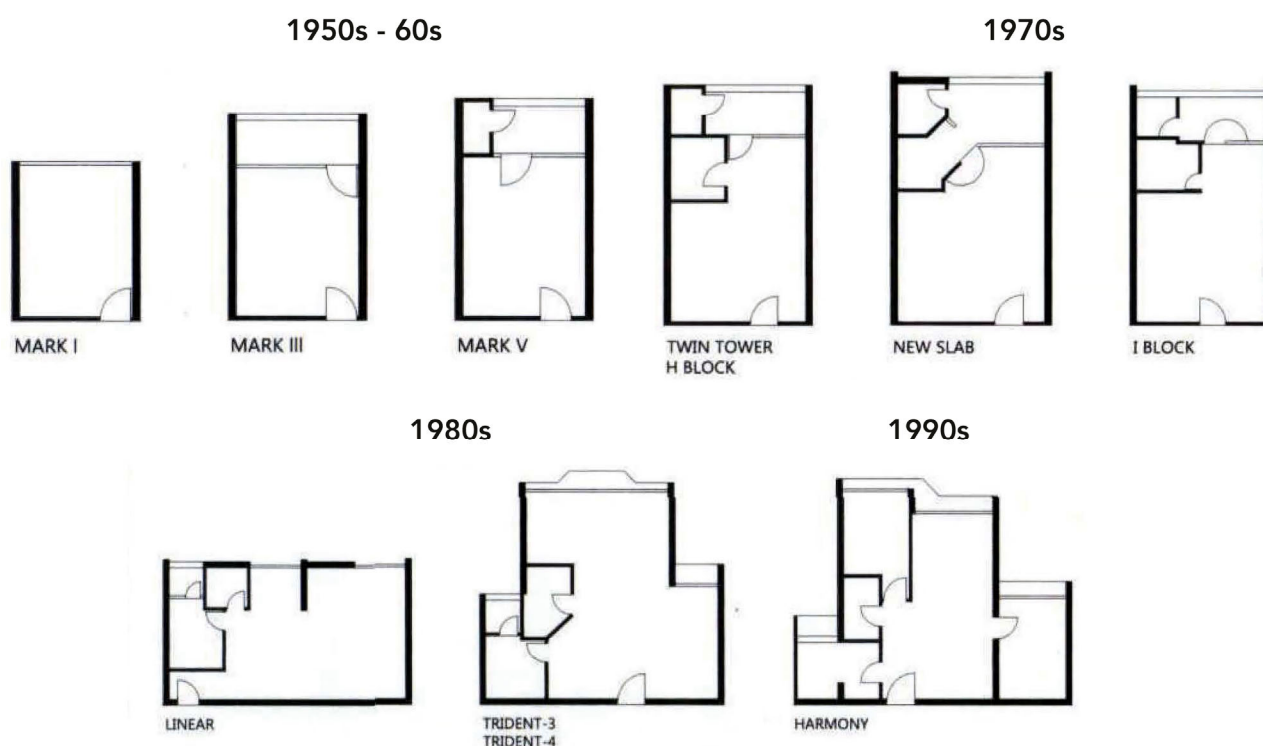 1950s - 60s
1970s
MARK I
MARK III
MARK V
TWIN TOWER
H BLOCK
NEW SLAB
I BLOCK
1980s
1990s
LINEAR
TRIDENT-3
TRIDENT-4
HARMONY